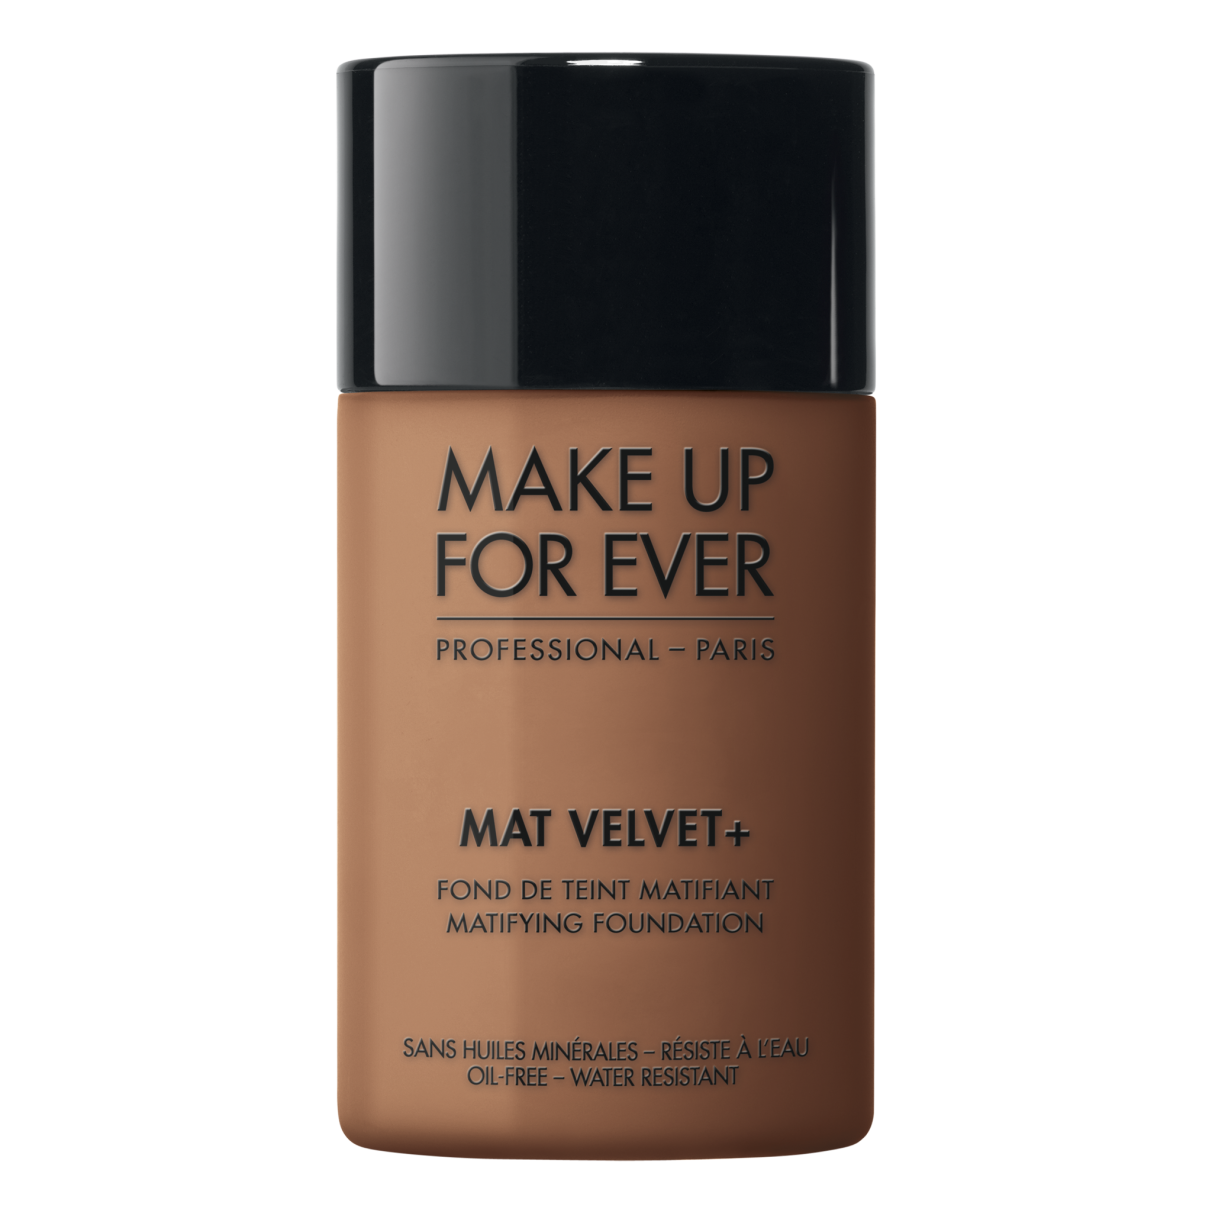 MAKE UP
FOR EVER
PROFESSIONAL – PARIS
MAT VELVET+
FOND DE TEINT MATIFIANT
MATIFYING FOUNDATION
SANS HUILES MINÉRALES – RÉSISTE À L'EAU
OIL-FREE – WATER RESISTANT